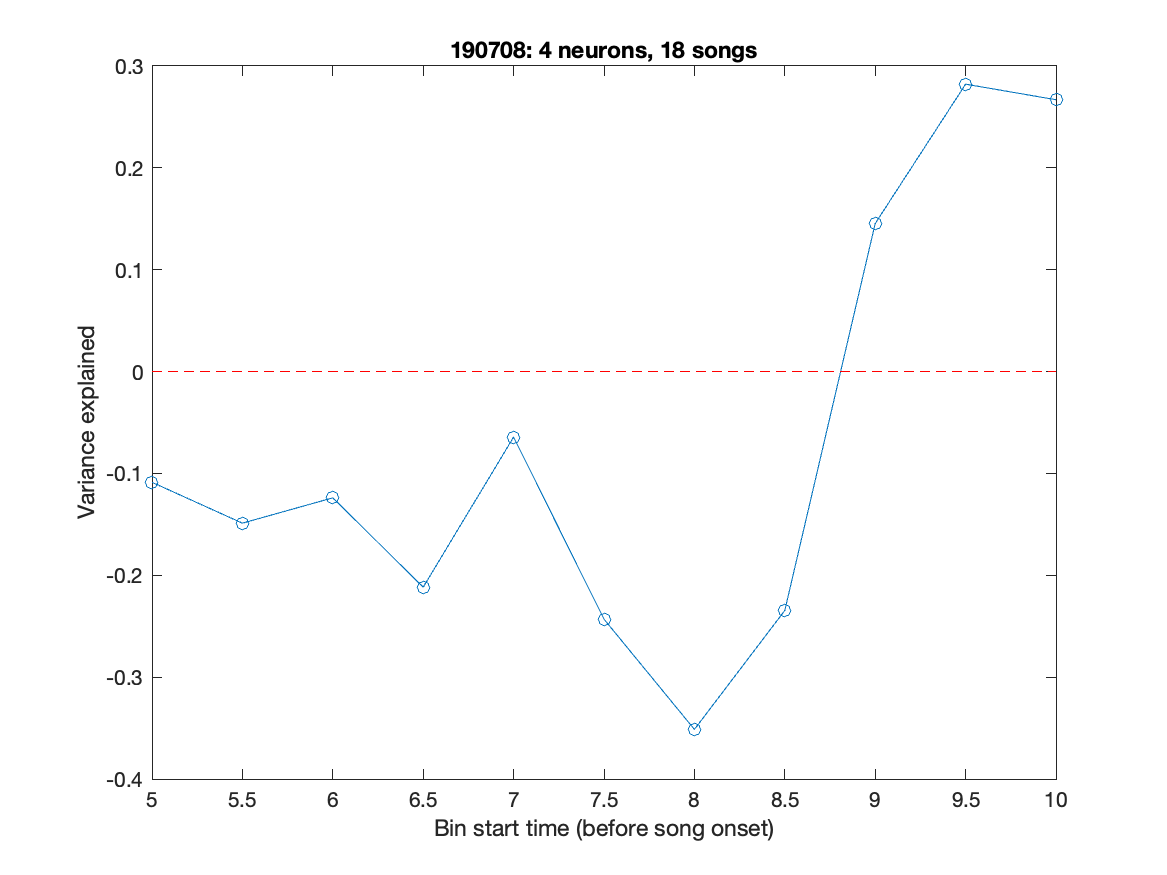 190708: 4 neurons, 18 songs
0.3
0.2
0.1
0
-0.1
-0.2
-0.3
-0.4
Variance explained
5 5.5 6 6.5 7 7.5 8 8.5 9 9.5 10
Bin start time (before song onset)